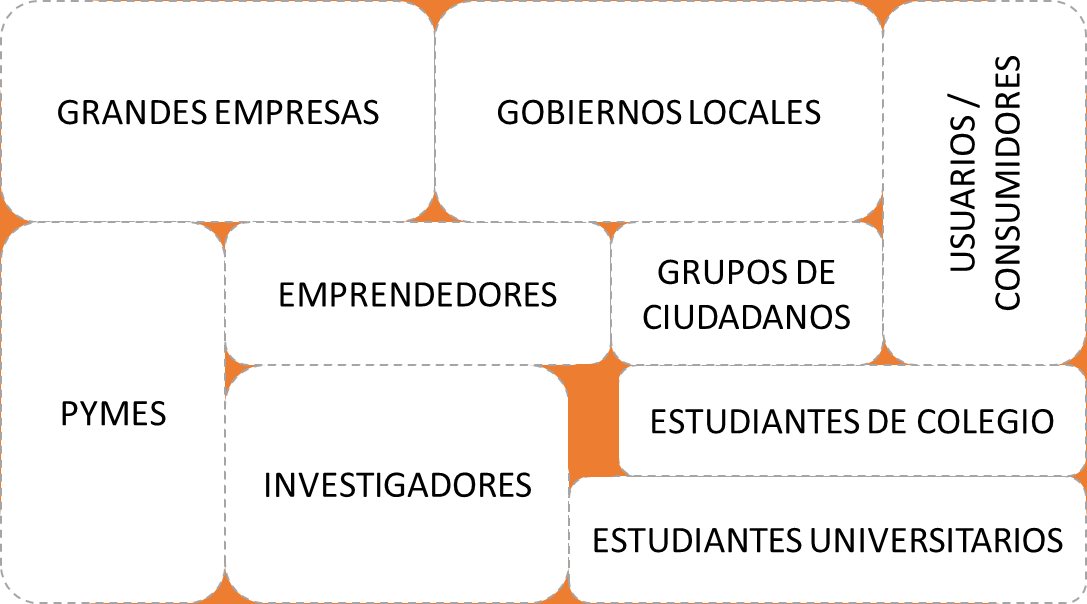 GRANDES EMPRESAS
GOBIERNOS LOCALES
USUARIOS /
CONSUMIDORES
EMPRENDEDORES
GRUPOS DE
CIUDADANOS
PYMES
INVESTIGADORES
ESTUDIANTES DE COLEGIO
ESTUDIANTES UNIVERSITARIOS